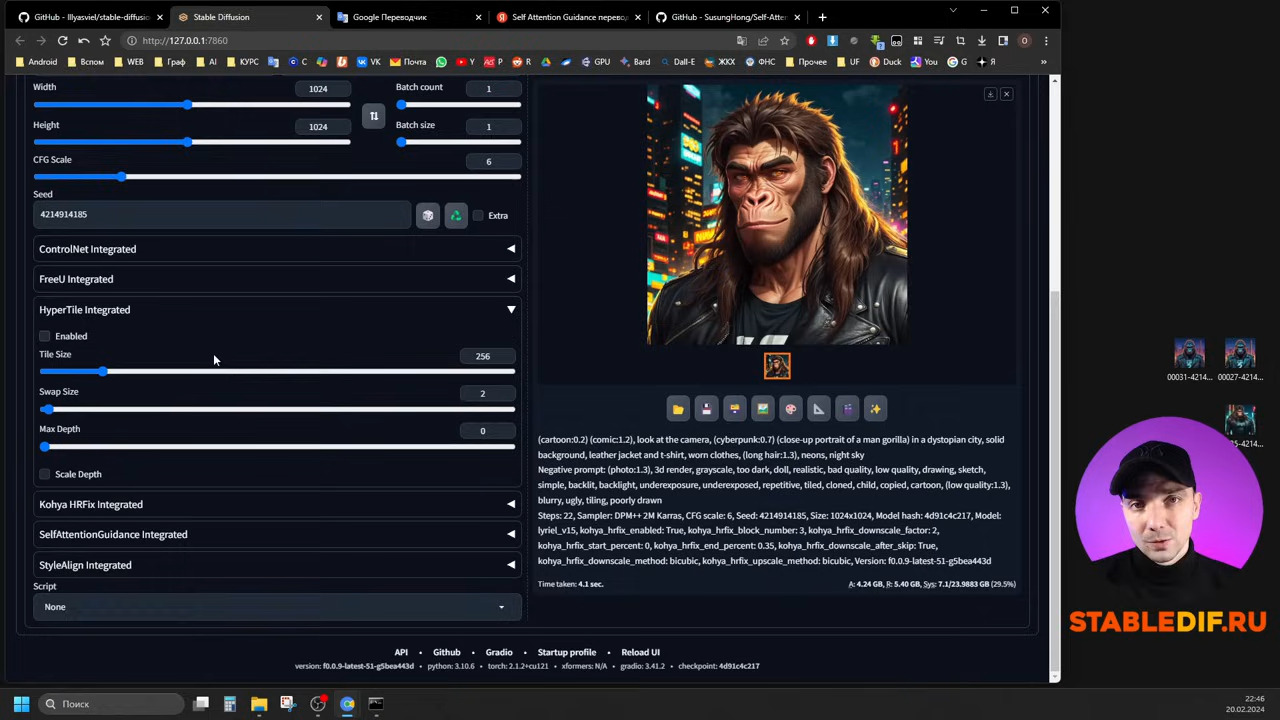 GitHub - Illyasviel/stable-diffusio
Stable Diffusion
Google Переводчик
Self Attention Guidance перевод
GitHub - SusungHong/Self-Atten
http://127.0.0.1:7860
Android
Вспом
WEB
Граф
AI
КУРС
С
VK
Почта
Y
P
R
GPU
Bard
Dall-E
ЖКХ
ФНС
Прочее
UF
Duck
You
G
Я
Width
1024
Batch count
1
Height
1024
Batch size
1
CFG Scale
6
Seed
4214914185
Extra
ControlNet Integrated
FreeU Integrated
HyperTile Integrated
Enabled
Tile Size
256
Swap Size
2
Max Depth
0
Scale Depth
Kohya HRFix Integrated
SelfAttentionGuidance Integrated
StyleAlign Integrated
Script
None
(cartoon:0.2) (comic:1.2), look at the camera, (cyberpunk:0.7) (close-up portrait of a man gorilla) in a dystopian city, solid
background, leather jacket and t-shirt, worn clothes, (long hair:1.3), neons, night sky
Negative prompt: (photo:1.3), 3d render, grayscale, too dark, doll, realistic, bad quality, low quality, drawing, sketch,
simple, backlit, backlight, underexposure, underexposed, repetitive, tiled, cloned, child, copied, cartoon, (low quality:1.3),
blurry, ugly, tiling, poorly drawn
Steps: 22, Sampler: DPM++ 2M Karras, CFG scale: 6, Seed: 4214914185, Size: 1024x1024, Model hash: 4d91c4c217, Model:
lyriel_v15, kohya_hrfix_enabled: True, kohya_hrfix_block_number: 3, kohya_hrfix_downscale_factor: 2,
kohya_hrfix_start_percent: 0, kohya_hrfix_end_percent: 0.35, kohya_hrfix_downscale_after_skip: True,
kohya_hrfix_downscale_method: bicubic, kohya_hrfix_upscale_method: bicubic, Version: f0.0.9-latest-51-g5bea443d
Time taken: 4.1 sec.
A: 4.24 GB, R: 5.40 GB, Sys: 7.1/23.9883 GB (29.5%)
API • Github • Gradio • Startup profile • Reload UI
version: f0.0.9-latest-51-g5bea443d • python: 3.10.6 • torch: 2.1.2+cu121 • xformers: N/A • gradio: 3.41.2 • checkpoint: 4d91c4c217
00031-4214...
00027-4214...
STABLEDIF.RU
Поиск
22:46
20.02.2024